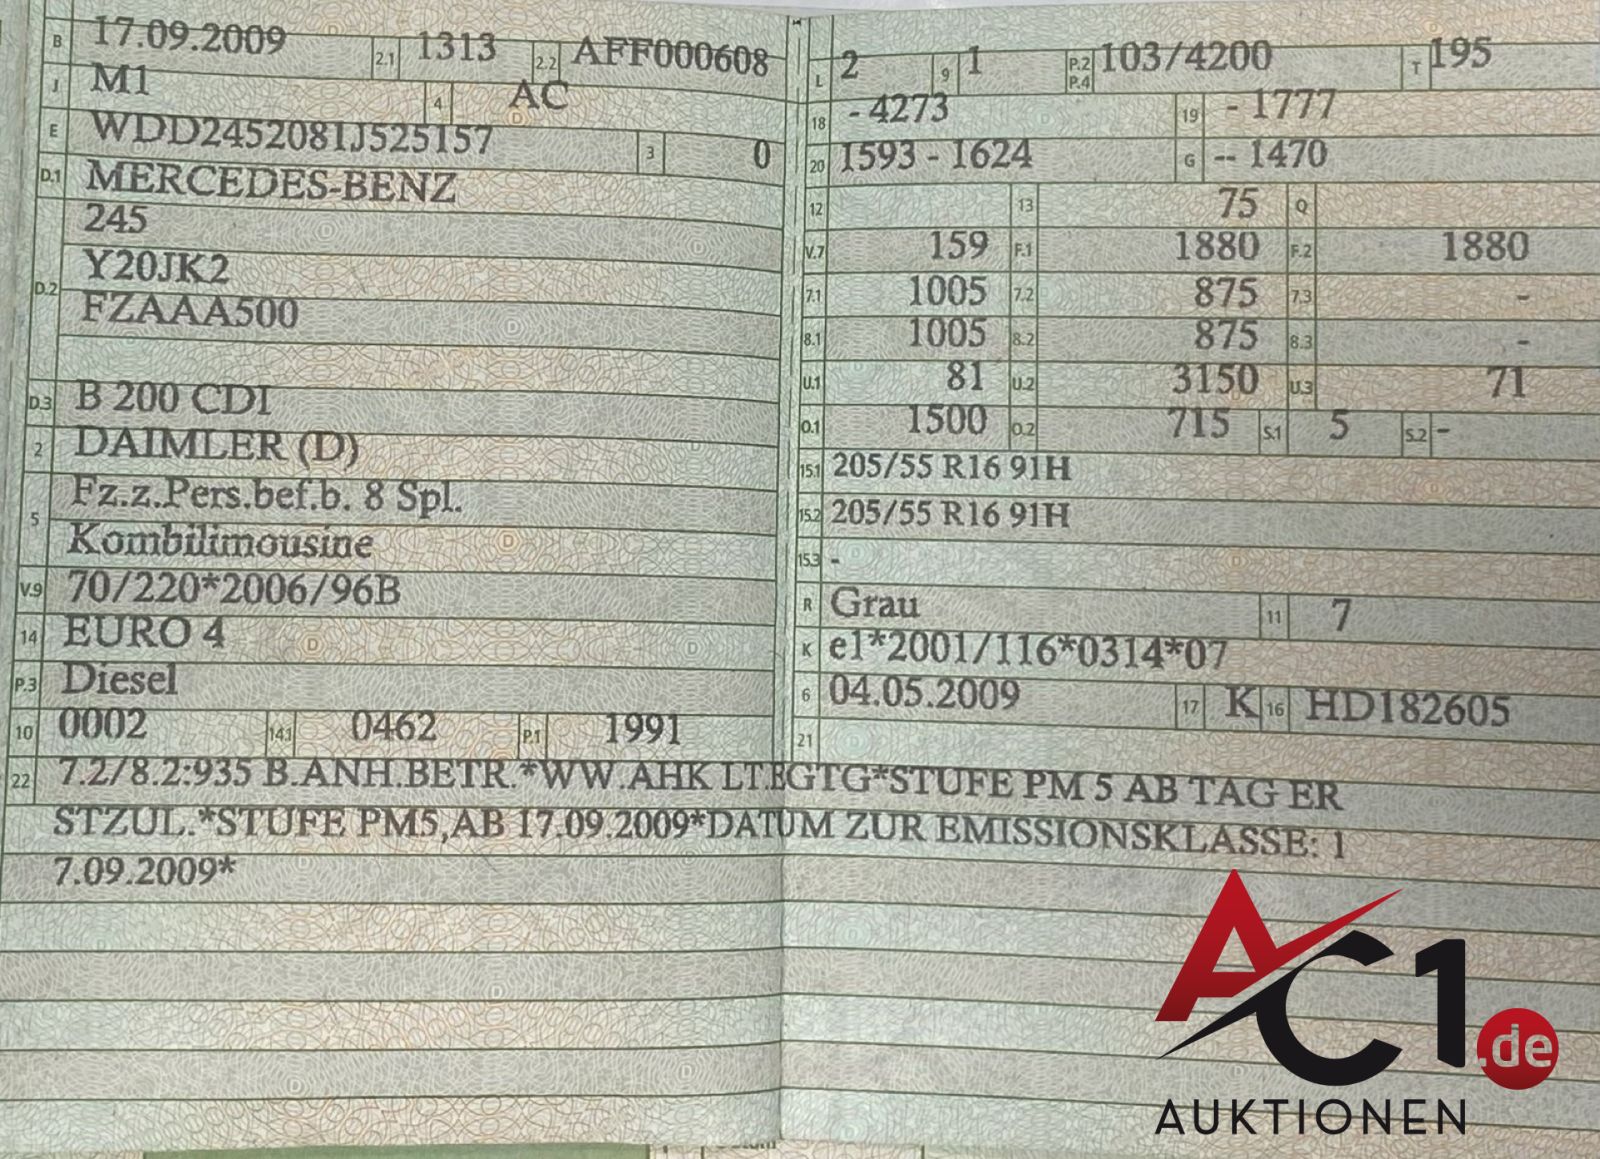 B 17.09.2009 2.1 1313 2.2 AFF000608
J M1 4 AC
E WDD2452081J525157 3 0
D.1 MERCEDES-BENZ
D.2 245
Y20JK2
FZAAA500
D.3 B 200 CDI
2 DAIMLER (D)
5 Fz.z.Pers.bef.b. 8 Spl.
Kombilimousine
V.9 70/220*2006/96B
14 EURO 4
P.3 Diesel
10 0002 14.1 0462 P.1 1991
L 2 9 1 P.2 P.4 103/4200 T 195
18 - 4273 19 - 1777
20 1593 - 1624 G -- 1470
12 13 75 Q
V.7 159 F.1 1880 F.2 1880
7.1 1005 7.2 875 7.3 -
8.1 1005 8.2 875 8.3 -
U.1 81 U.2 3150 U.3 71
O.1 1500 O.2 715 S.1 5 S.2 -
15.1 205/55 R16 91H
15.2 205/55 R16 91H
15.3 -
R Grau 11 7
K e1*2001/116*0314*07
6 04.05.2009 17 K 16 HD182605
21
22 7.2/8.2:935 B.ANH.BETR.*WW.AHK LT.EGTG*STUFE PM 5 AB TAG ER
STZUL.*STUFE PM5,AB 17.09.2009*DATUM ZUR EMISSIONSKLASSE: 1
7.09.2009*
AC1.de
AUKTIONEN